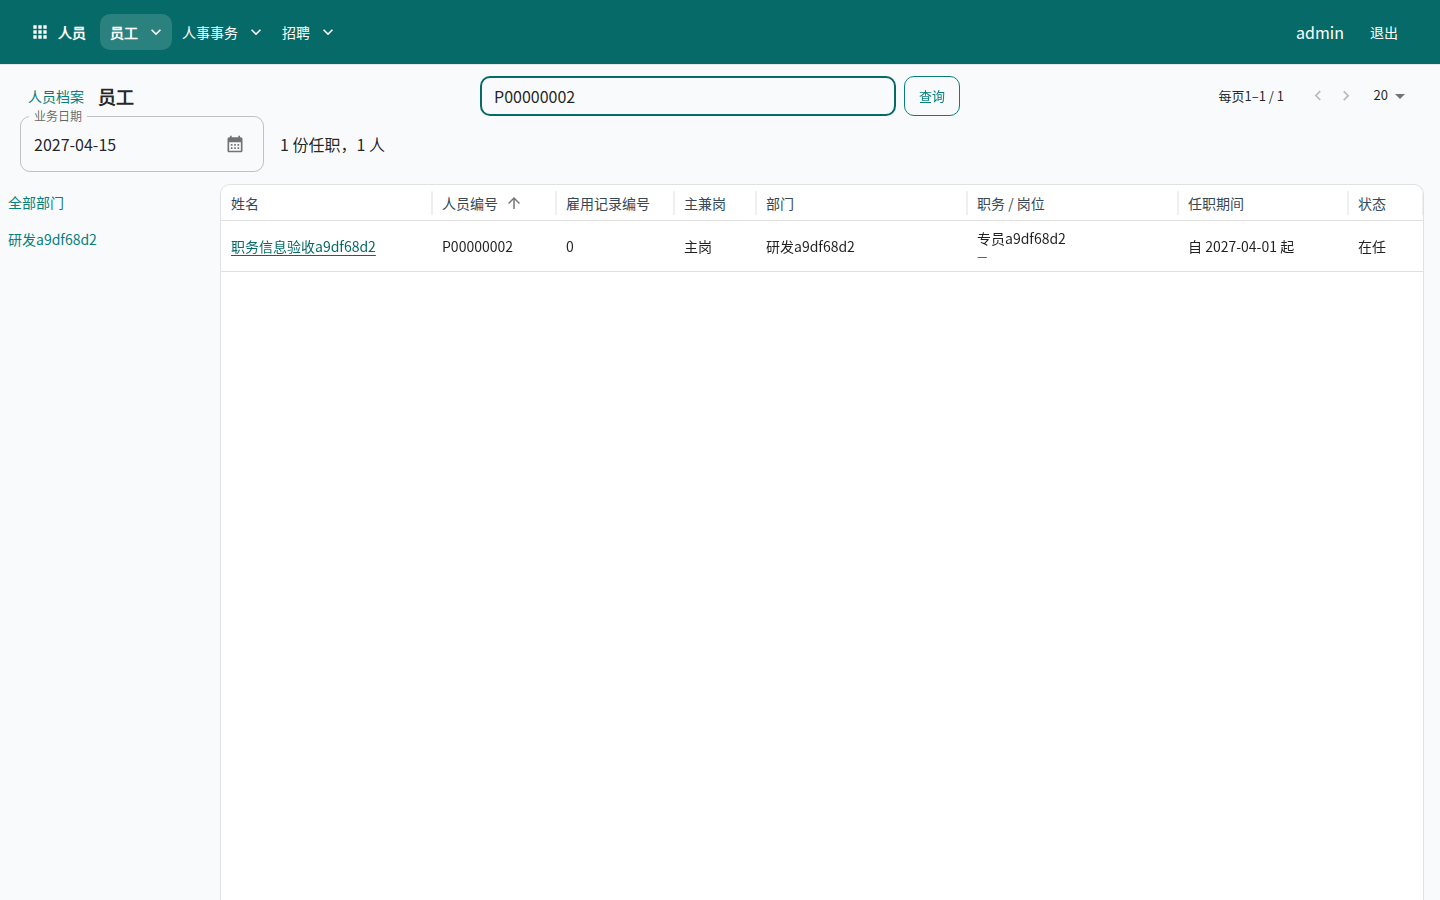 人员 员工 人事事务 招聘 admin 退出
人员档案 员工 P00000002 查询 每页1–1 / 1 20
业务日期
2027-04-15 1 份任职，1 人
全部部门
研发a9df68d2
姓名 人员编号 雇用记录编号 主兼岗 部门 职务 / 岗位 任职期间 状态
职务信息验收a9df68d2 P00000002 0 主岗 研发a9df68d2 专员a9df68d2 自 2027-04-01 起 在任
—